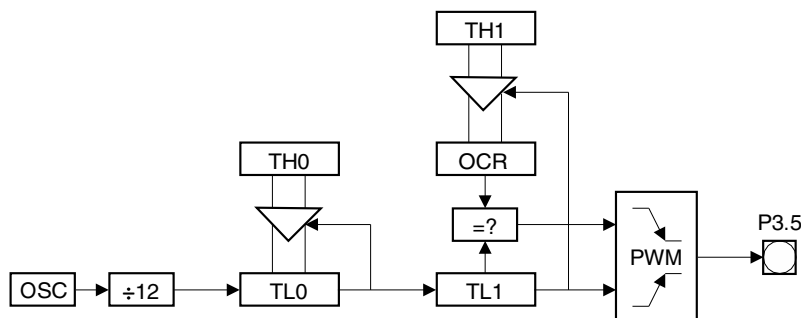 TH1
TH0
OCR
=?
P3.5
PWM
OSC
÷12
TL0
TL1